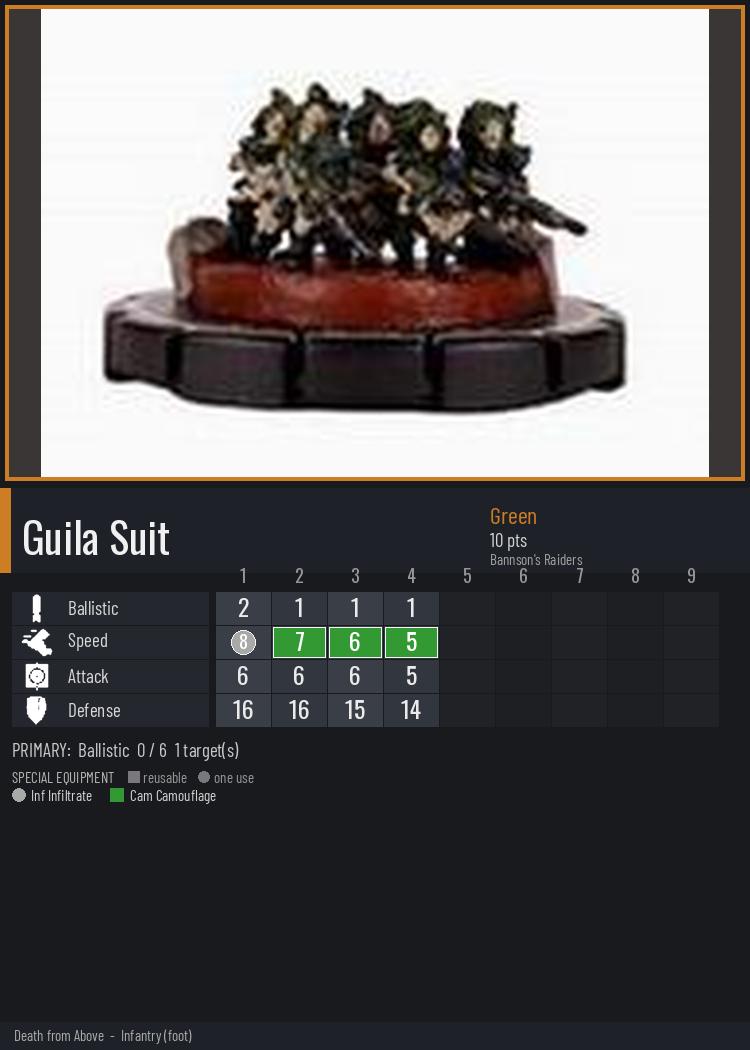 Guila Suit
Green
10 pts
Bannson's Raiders
1 2 3 4 5 6 7 8 9
Ballistic 2 1 1 1
Speed 8 7 6 5
Attack 6 6 6 5
Defense 16 16 15 14
PRIMARY: Ballistic 0 / 6 1 target(s)
SPECIAL EQUIPMENT reusable one use
Inf Infiltrate Cam Camouflage
Death from Above - Infantry (foot)